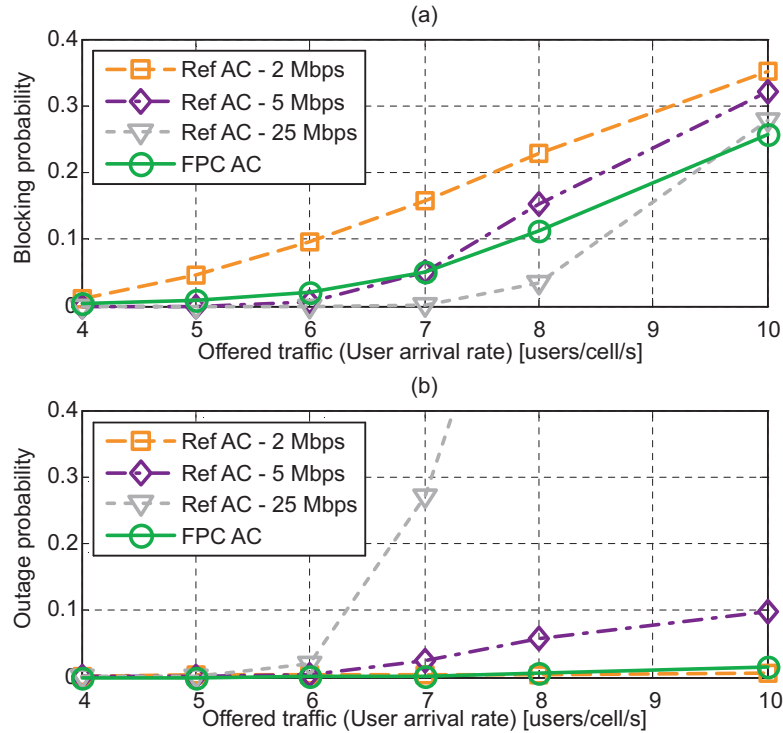 (a)
0.4
0.3
0.2
0.1
0
Blocking probability
Ref AC - 2 Mbps
Ref AC - 5 Mbps
Ref AC - 25 Mbps
FPC AC
4 5 6 7 8 9 10
Offered traffic (User arrival rate) [users/cell/s]
(b)
0.4
0.3
0.2
0.1
0
Outage probability
Ref AC - 2 Mbps
Ref AC - 5 Mbps
Ref AC - 25 Mbps
FPC AC
4 5 6 7 8 9 10
Offered traffic (User arrival rate) [users/cell/s]